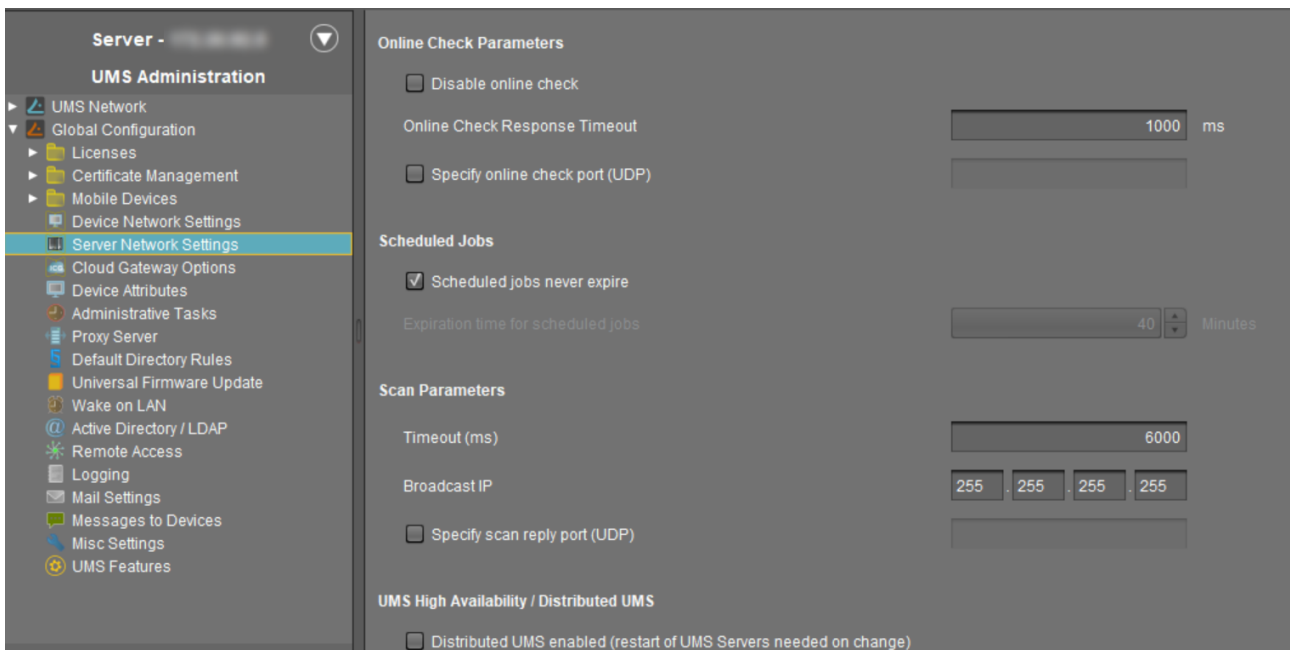 Server -
UMS Administration
UMS Network
Global Configuration
Licenses
Certificate Management
Mobile Devices
Device Network Settings
Server Network Settings
Cloud Gateway Options
Device Attributes
Administrative Tasks
Proxy Server
Default Directory Rules
Universal Firmware Update
Wake on LAN
Active Directory / LDAP
Remote Access
Logging
Mail Settings
Messages to Devices
Misc Settings
UMS Features
Online Check Parameters
Disable online check
Online Check Response Timeout 1000 ms
Specify online check port (UDP)
Scheduled Jobs
Scheduled jobs never expire
Expiration time for scheduled jobs 40 Minutes
Scan Parameters
Timeout (ms) 6000
Broadcast IP 255 . 255 . 255 . 255
Specify scan reply port (UDP)
UMS High Availability / Distributed UMS
Distributed UMS enabled (restart of UMS Servers needed on change)